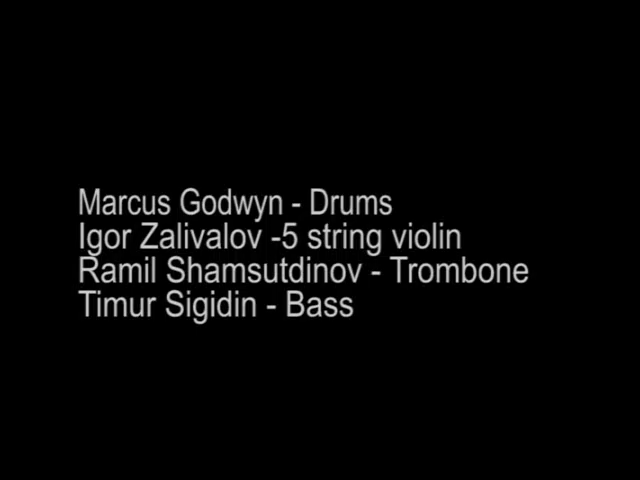 Marcus Godwyn - Drums
Igor Zalivalov -5 string violin
Ramil Shamsutdinov - Trombone
Timur Sigidin - Bass